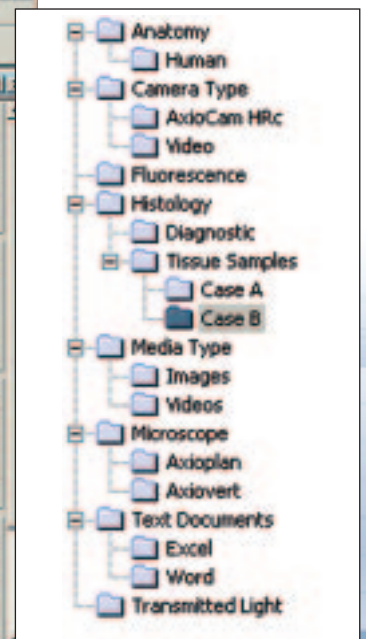 Anatomy
Human
Camera Type
AxioCam HRc
Video
Fluorescence
Histology
Diagnostic
Tissue Samples
Case A
Case B
Media Type
Images
Videos
Microscope
Axioplan
Axiovert
Text Documents
Excel
Word
Transmitted Light